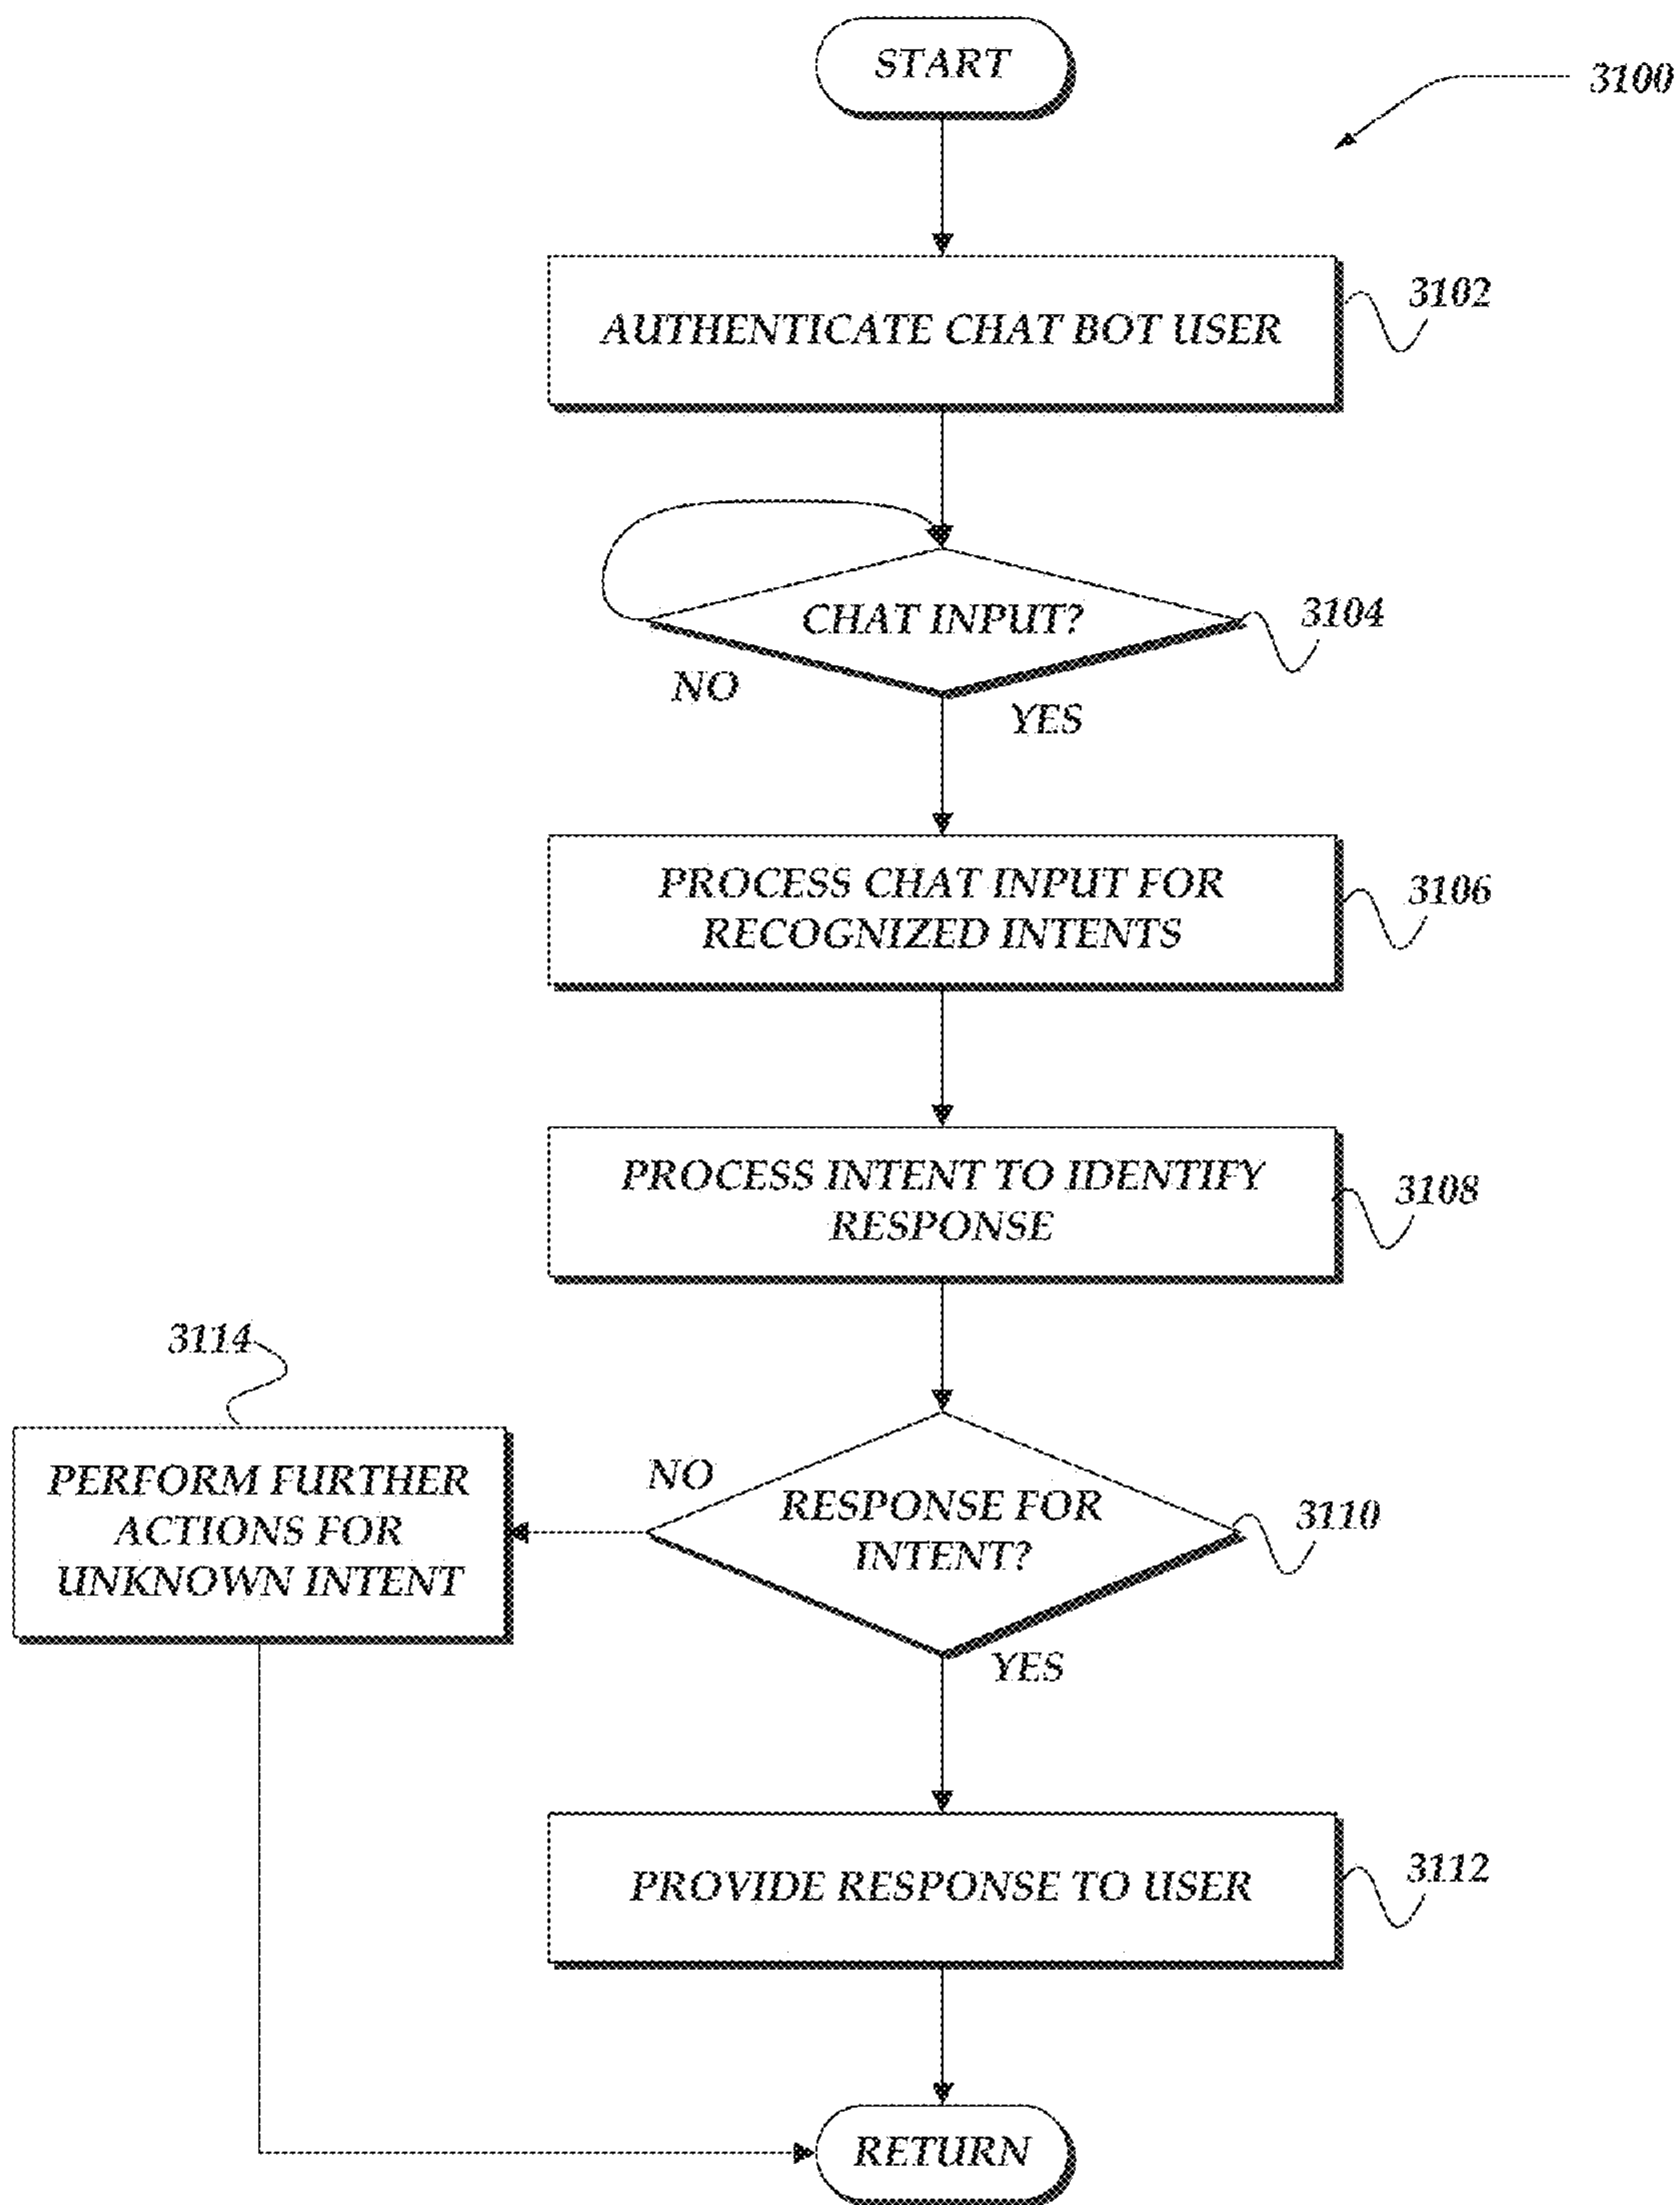 START
3100
AUTHENTICATE CHAT BOT USER
3102
CHAT INPUT?
3104
NO
YES
PROCESS CHAT INPUT FOR
RECOGNIZED INTENTS
3106
PROCESS INTENT TO IDENTIFY
RESPONSE
3108
3114
PERFORM FURTHER
ACTIONS FOR
UNKNOWN INTENT
NO
RESPONSE FOR
INTENT?
3110
YES
PROVIDE RESPONSE TO USER
3112
RETURN